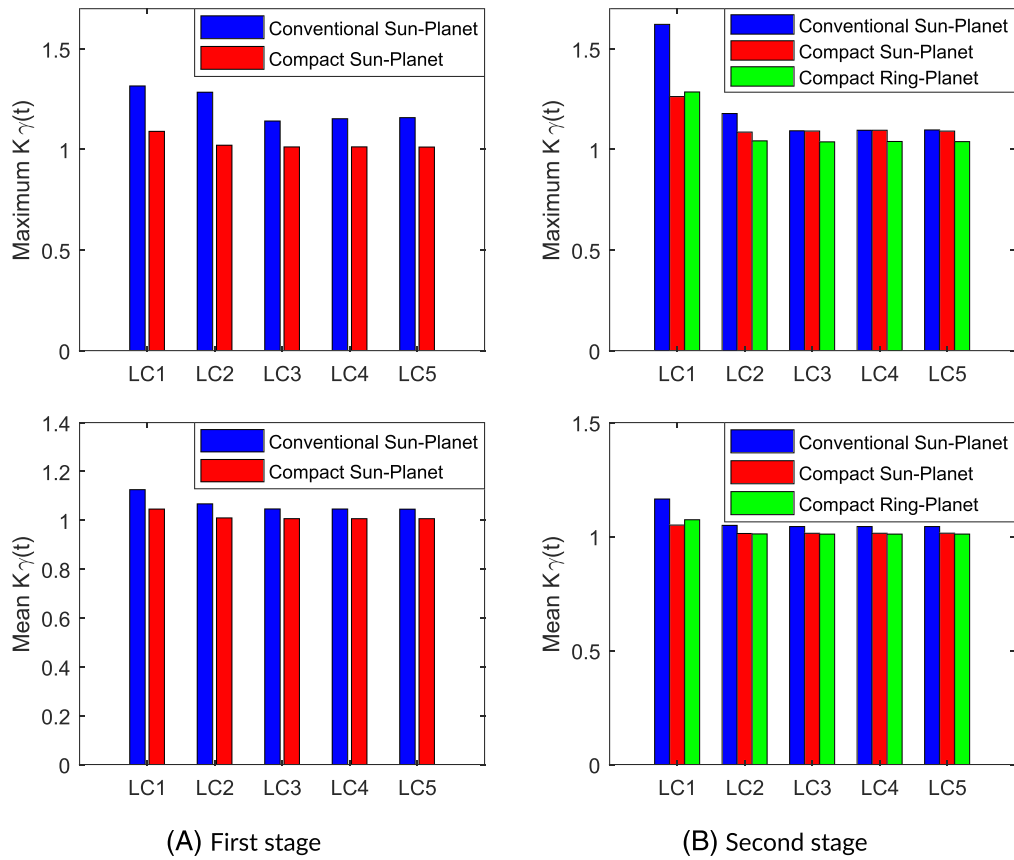 Maximum Kγ(t)
1.5
1
0.5
0
Conventional Sun-Planet
Compact Sun-Planet
LC1 LC2 LC3 LC4 LC5
Maximum Kγ(t)
1.5
1
0.5
0
Conventional Sun-Planet
Compact Sun-Planet
Compact Ring-Planet
LC1 LC2 LC3 LC4 LC5
Mean Kγ(t)
1.4
1.2
1
0.8
0.6
0.4
0.2
0
Conventional Sun-Planet
Compact Sun-Planet
LC1 LC2 LC3 LC4 LC5
Mean Kγ(t)
1.5
1
0.5
0
Conventional Sun-Planet
Compact Sun-Planet
Compact Ring-Planet
LC1 LC2 LC3 LC4 LC5
(A) First stage
(B) Second stage